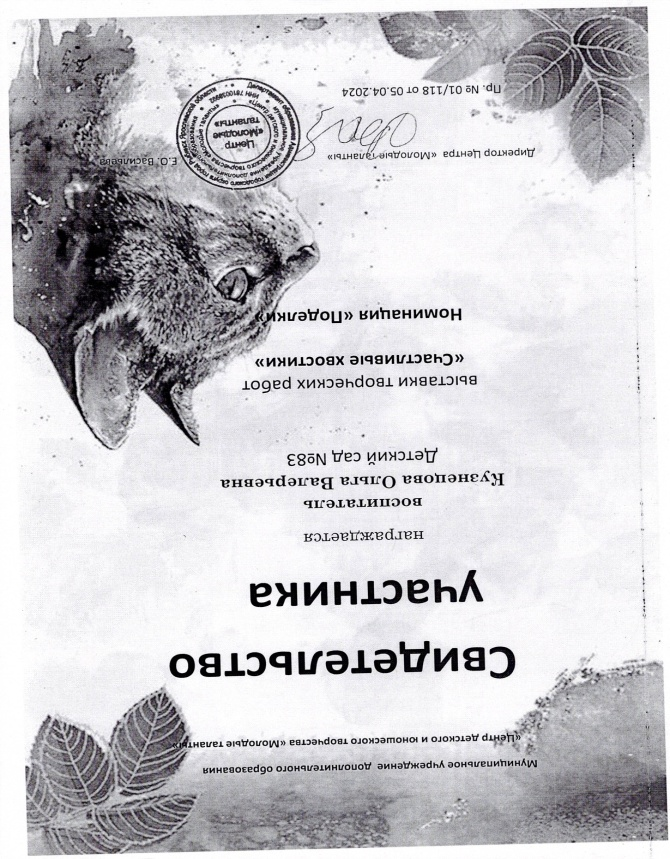 Муниципальное учреждение дополнительного образования
«Центр детского и юношеского творчества «Молодые таланты»
Свидетельство
участника
награждается
воспитатель
Кузнецова Ольга Валерьевна
Детский сад №83
выставки творческих работ
«Счастливые хвостики»
Номинация «Поделки»
Директор Центра «Молодые таланты»
Е.О. Васильева
Центр
«Молодые
таланты»
Пр. № 01/118 от 05.04.2024